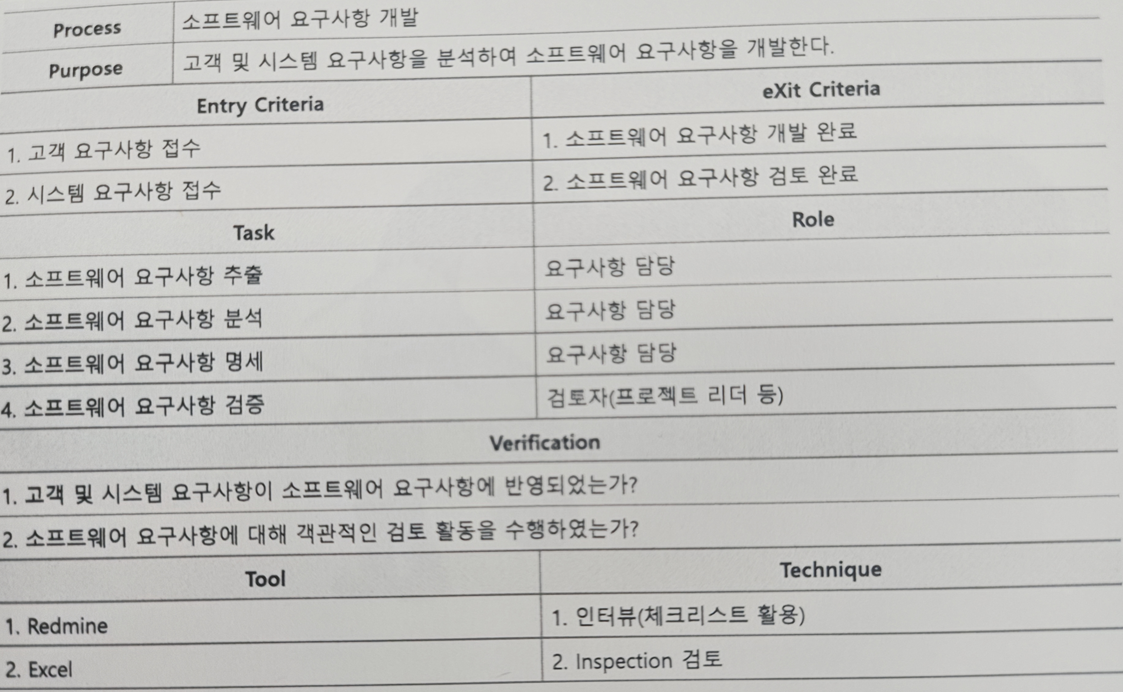 Process 소프트웨어 요구사항 개발
Purpose 고객 및 시스템 요구사항을 분석하여 소프트웨어 요구사항을 개발한다.
Entry Criteria eXit Criteria
1. 고객 요구사항 접수 1. 소프트웨어 요구사항 개발 완료
2. 시스템 요구사항 접수 2. 소프트웨어 요구사항 검토 완료
Task Role
1. 소프트웨어 요구사항 추출 요구사항 담당
2. 소프트웨어 요구사항 분석 요구사항 담당
3. 소프트웨어 요구사항 명세 요구사항 담당
4. 소프트웨어 요구사항 검증 검토자(프로젝트 리더 등)
Verification
1. 고객 및 시스템 요구사항이 소프트웨어 요구사항에 반영되었는가?
2. 소프트웨어 요구사항에 대해 객관적인 검토 활동을 수행하였는가?
Tool Technique
1. Redmine 1. 인터뷰(체크리스트 활용)
2. Excel 2. Inspection 검토